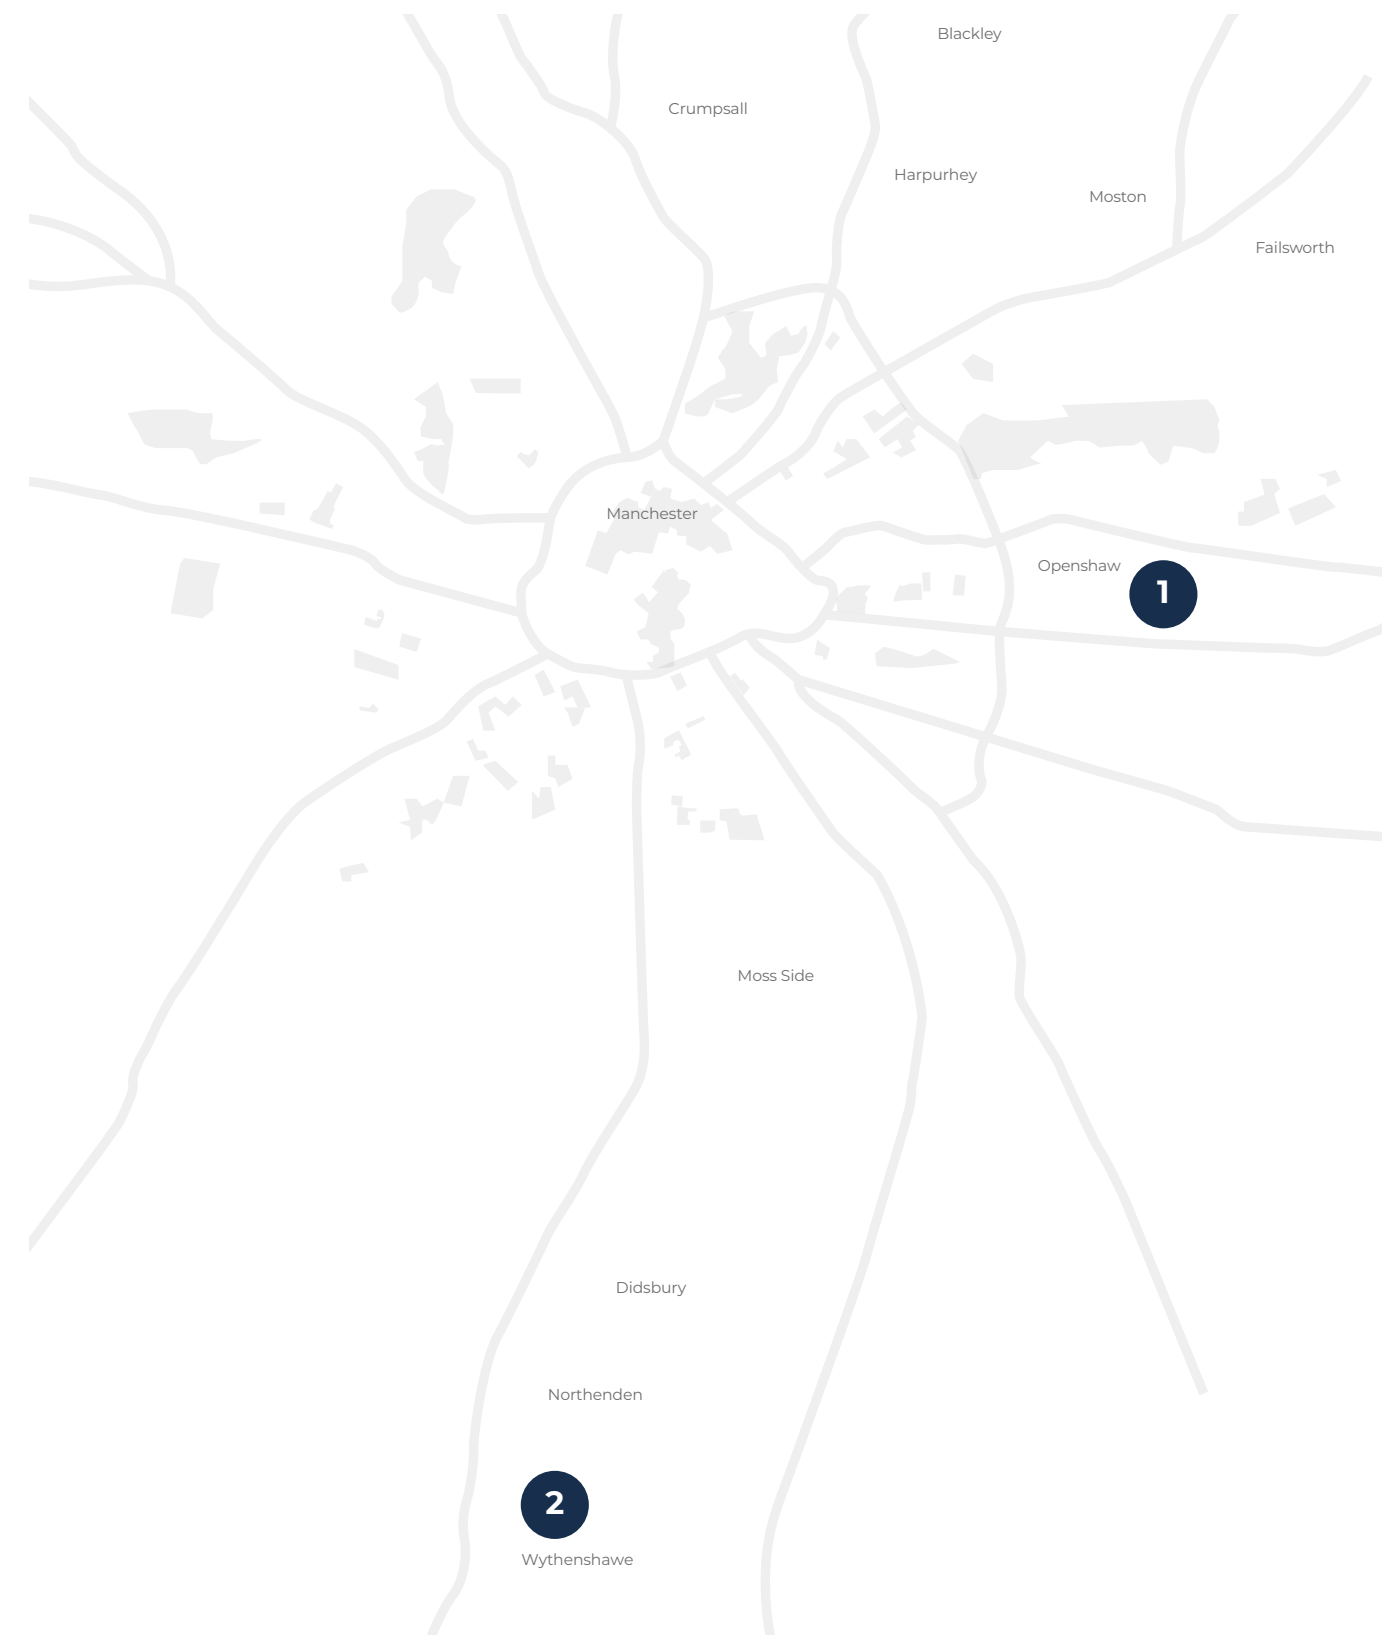 Blackley
Crumpsall
Harpurhey
Moston
Failsworth
Manchester
Openshaw
1
Moss Side
Didsbury
Northenden
2
Wythenshawe